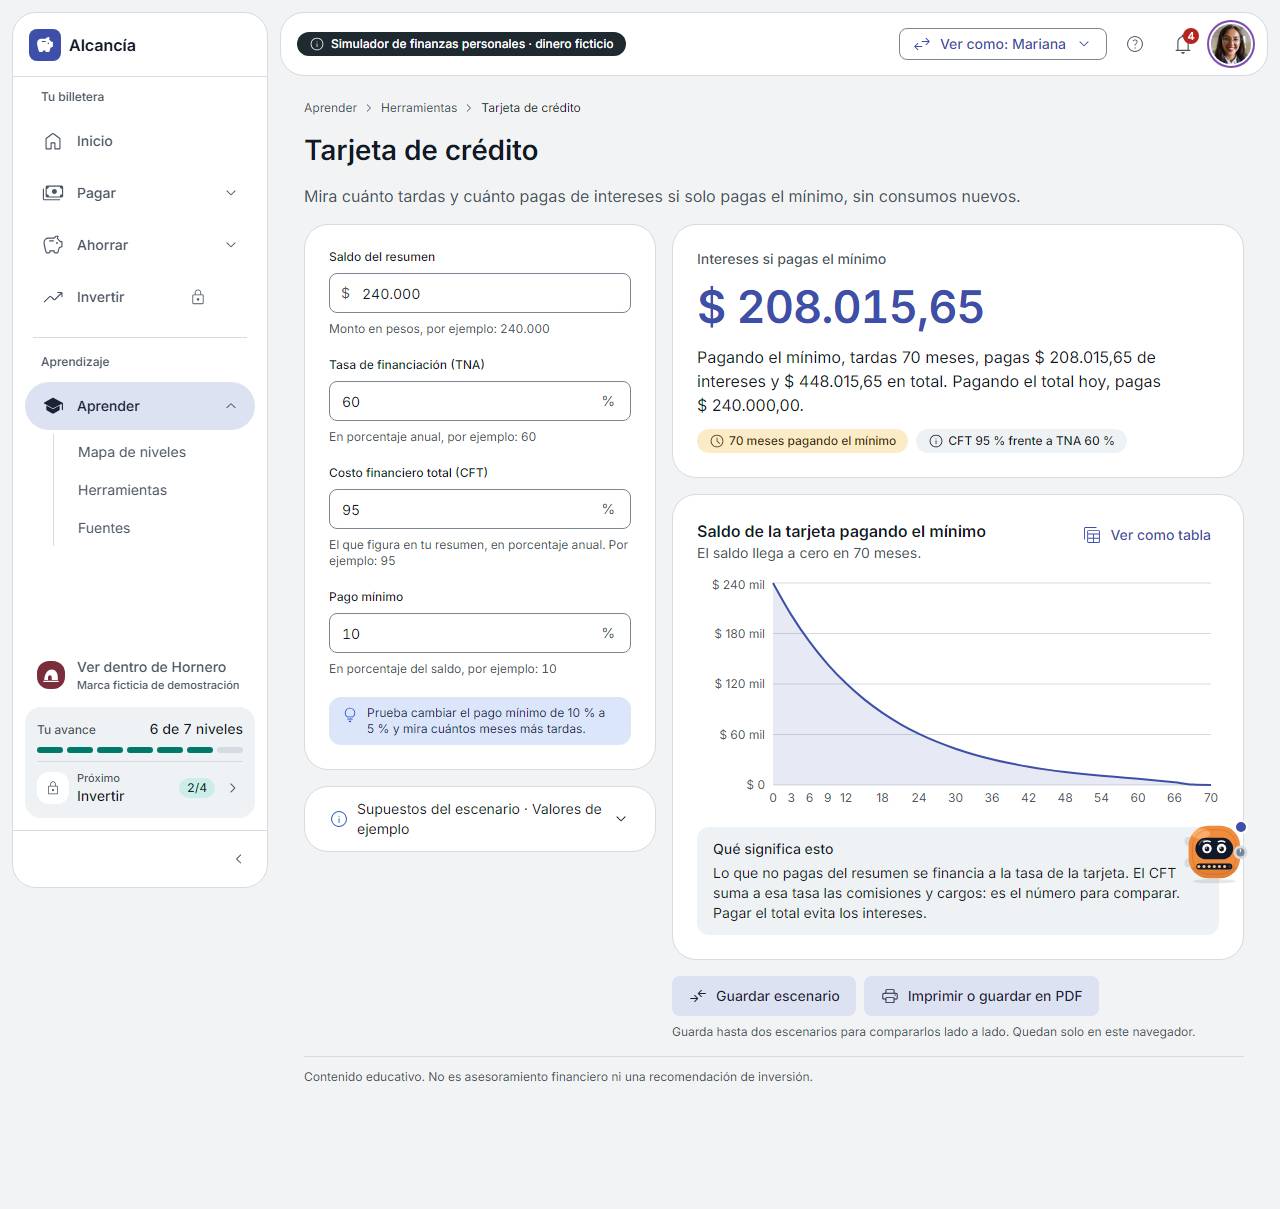 Alcancía
Simulador de finanzas personales · dinero ficticio
Ver como: Mariana
4
Tu billetera
Inicio
Pagar
Ahorrar
Invertir
Aprendizaje
Aprender
Mapa de niveles
Herramientas
Fuentes
Ver dentro de Hornero
Marca ficticia de demostración
Tu avance
6 de 7 niveles
Próximo
Invertir
2/4
Aprender
Herramientas
Tarjeta de crédito
Tarjeta de crédito
Mira cuánto tardas y cuánto pagas de intereses si solo pagas el mínimo, sin consumos nuevos.
Saldo del resumen
$ 240.000
Monto en pesos, por ejemplo: 240.000
Tasa de financiación (TNA)
60 %
En porcentaje anual, por ejemplo: 60
Costo financiero total (CFT)
95 %
El que figura en tu resumen, en porcentaje anual. Por
ejemplo: 95
Pago mínimo
10 %
En porcentaje del saldo, por ejemplo: 10
Prueba cambiar el pago mínimo de 10 % a
5 % y mira cuántos meses más tardas.
Supuestos del escenario · Valores de
ejemplo
Intereses si pagas el mínimo
$ 208.015,65
Pagando el mínimo, tardas 70 meses, pagas $ 208.015,65 de
intereses y $ 448.015,65 en total. Pagando el total hoy, pagas
$ 240.000,00.
70 meses pagando el mínimo
CFT 95 % frente a TNA 60 %
Saldo de la tarjeta pagando el mínimo
El saldo llega a cero en 70 meses.
Ver como tabla
$ 240 mil
$ 180 mil
$ 120 mil
$ 60 mil
$ 0
0 3 6 9 12 18 24 30 36 42 48 54 60 66 70
Qué significa esto
Lo que no pagas del resumen se financia a la tasa de la tarjeta. El CFT
suma a esa tasa las comisiones y cargos: es el número para comparar.
Pagar el total evita los intereses.
Guardar escenario
Imprimir o guardar en PDF
Guarda hasta dos escenarios para compararlos lado a lado. Quedan solo en este navegador.
Contenido educativo. No es asesoramiento financiero ni una recomendación de inversión.